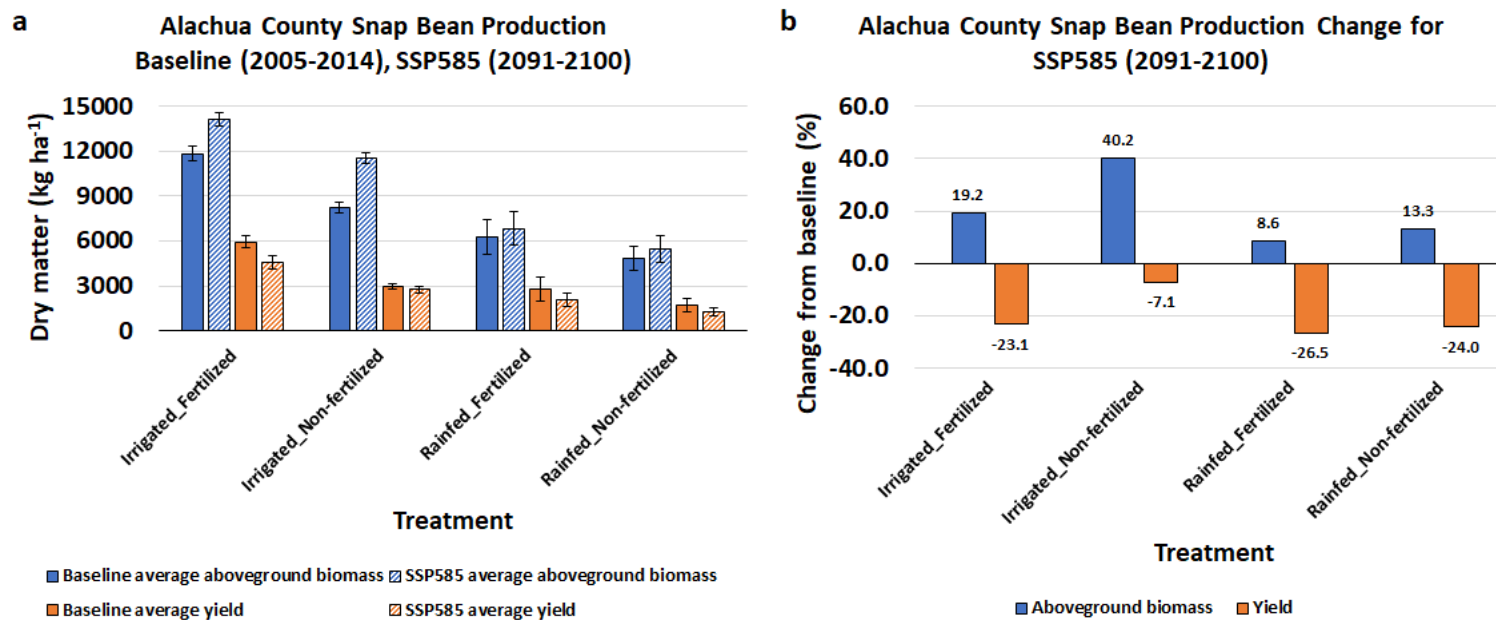 a
Alachua County Snap Bean Production
Baseline (2005-2014), SSP585 (2091-2100)
Dry matter (kg ha⁻¹)
15000
12000
9000
6000
3000
0
Irrigated_Fertilized
Irrigated_Non-fertilized
Rainfed_Fertilized
Rainfed_Non-fertilized
Treatment
Baseline average aboveground biomass
SSP585 average aboveground biomass
Baseline average yield
SSP585 average yield
b
Alachua County Snap Bean Production Change for
SSP585 (2091-2100)
Change from baseline (%)
60.0
40.0
20.0
0.0
-20.0
-40.0
19.2
-23.1
40.2
-7.1
8.6
-26.5
13.3
-24.0
Irrigated_Fertilized
Irrigated_Non-fertilized
Rainfed_Fertilized
Rainfed_Non-fertilized
Treatment
Aboveground biomass
Yield